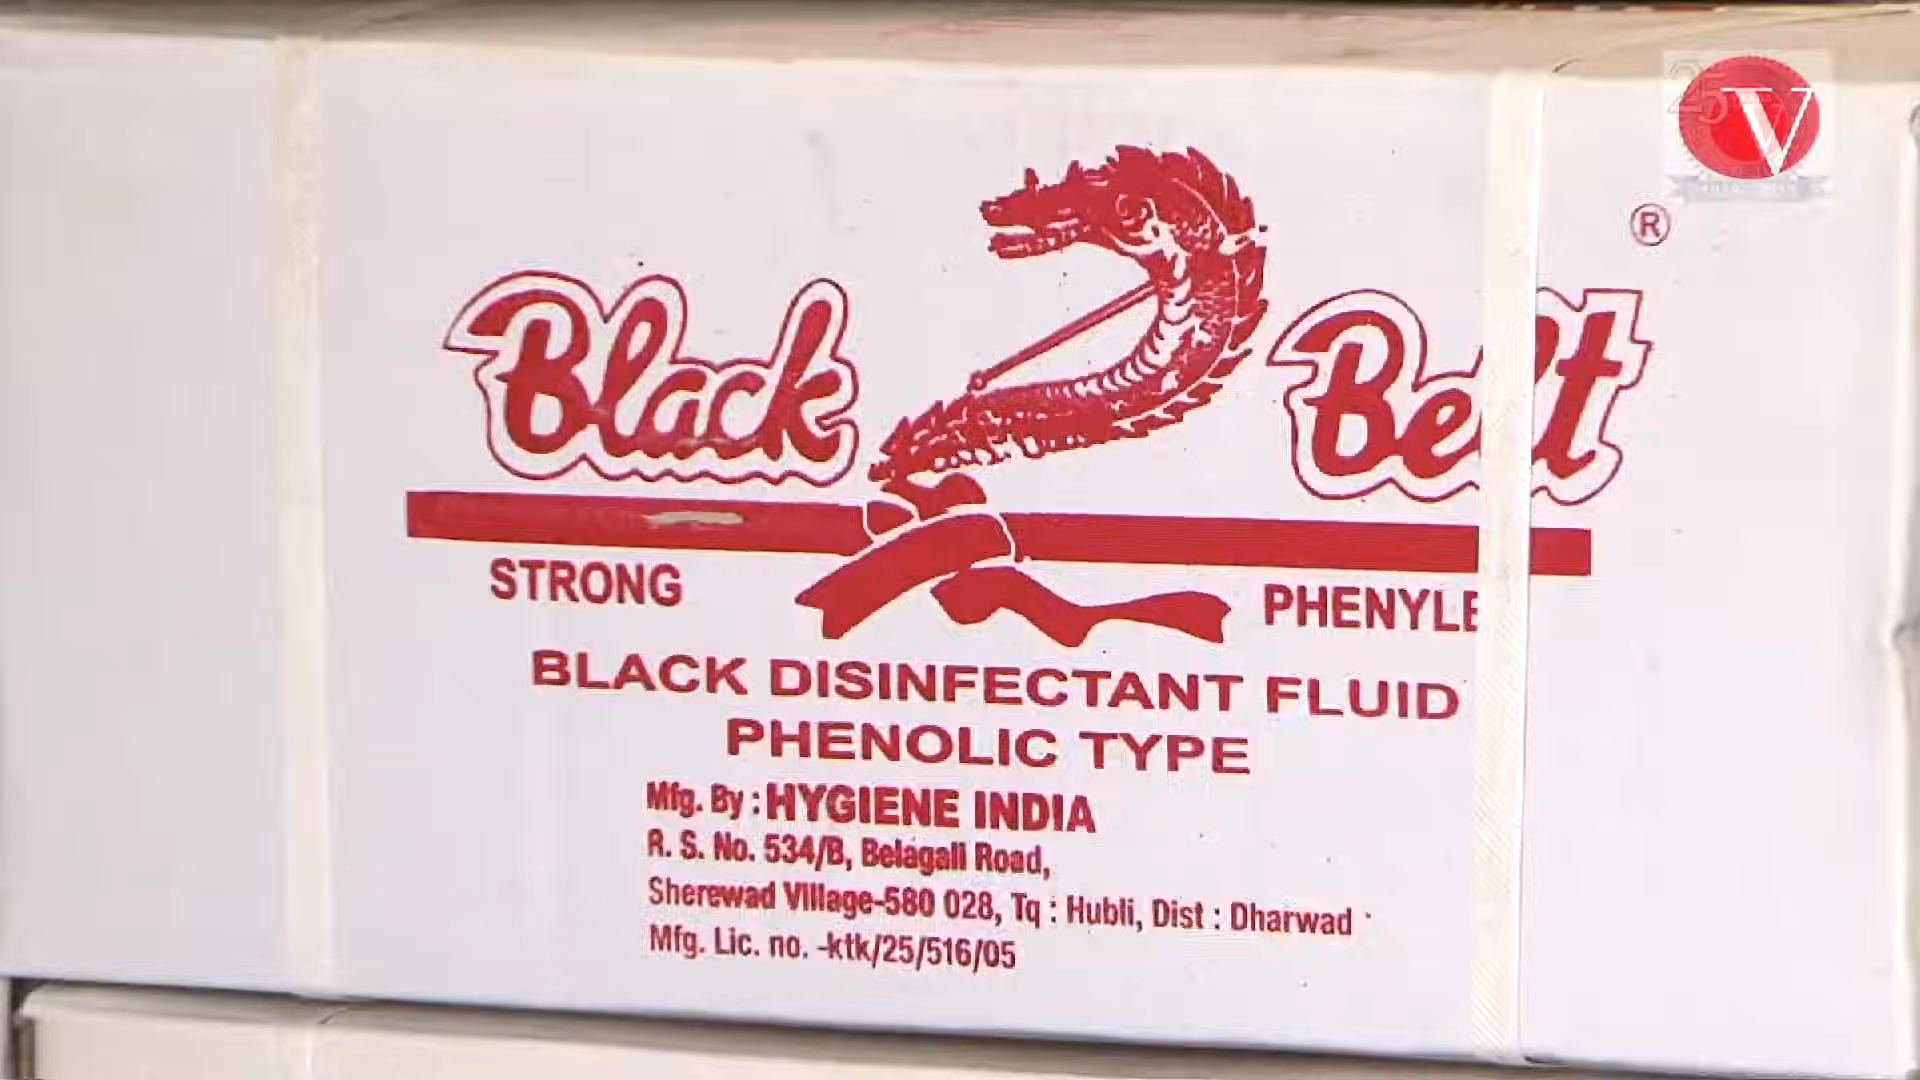 Black Belt ®
STRONG PHENYLE
BLACK DISINFECTANT FLUID
PHENOLIC TYPE
Mfg. By : HYGIENE INDIA
R. S. No. 534/B, Belagali Road,
Sherewad Village-580 028, Tq : Hubli, Dist : Dharwad
Mfg. Lic. no. -ktk/25/516/05
25
V